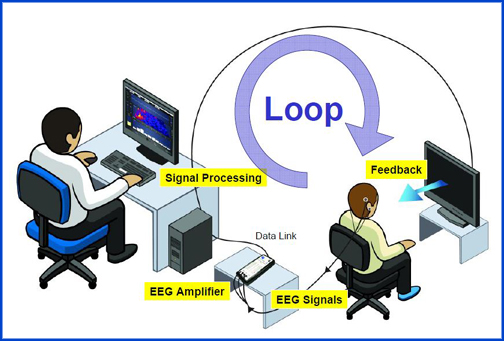 Loop
Signal Processing
Feedback
Data Link
EEG Amplifier
EEG Signals